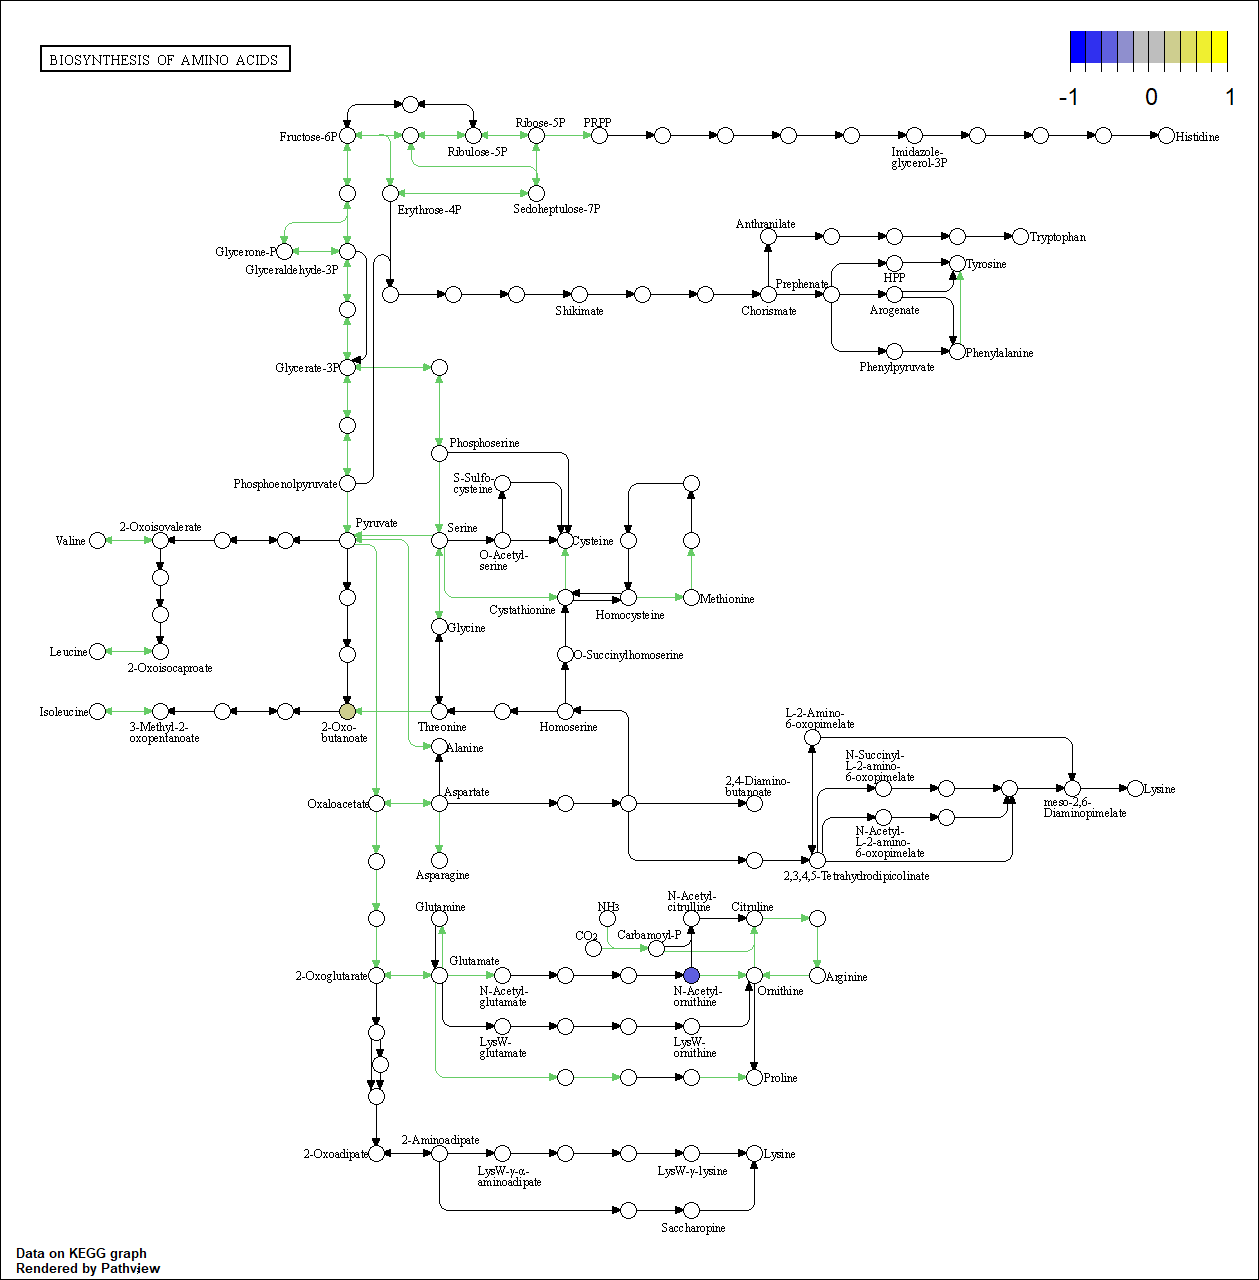 BIOSYNTHESIS OF AMINO ACIDS
-1
0
1
Fructose-6P
Ribulose-5P
Ribose-5P
PRPP
Imidazole-
glycerol-3P
Histidine
Erythrose-4P
Sedoheptulose-7P
Glycerone-P
Glyceraldehyde-3P
Anthranilate
Tryptophan
Shikimate
Chorismate
Prephenate
HPP
Tyrosine
Arogenate
Phenylpyruvate
Phenylalanine
Glycerate-3P
Phosphoserine
Phosphoenolpyruvate
S-Sulfo-
cysteine
Valine
2-Oxoisovalerate
Pyruvate
Serine
O-Acetyl-
serine
Cysteine
Cystathionine
Homocysteine
Methionine
Glycine
Leucine
2-Oxoisocaproate
O-Succinylhomoserine
Isoleucine
3-Methyl-2-
oxopentanoate
2-Oxo-
butanoate
Threonine
Homoserine
Alanine
L-2-Amino-
6-oxopimelate
N-Succinyl-
L-2-amino-
6-oxopimelate
Oxaloacetate
Aspartate
2,4-Diamino-
butanoate
meso-2,6-
Diaminopimelate
Lysine
N-Acetyl-
L-2-amino-
6-oxopimelate
Asparagine
2,3,4,5-Tetrahydrodipicolinate
Glutamine
NH3
N-Acetyl-
citrulline
Citruline
CO2
Carbamoyl-P
2-Oxoglutarate
Glutamate
N-Acetyl-
glutamate
N-Acetyl-
ornithine
Ornithine
Arginine
LysW-
glutamate
LysW-
ornithine
Proline
2-Oxoadipate
2-Aminoadipate
LysW-γ-α-
aminoadipate
LysW-γ-lysine
Lysine
Saccharopine
Data on KEGG graph
Rendered by Pathview